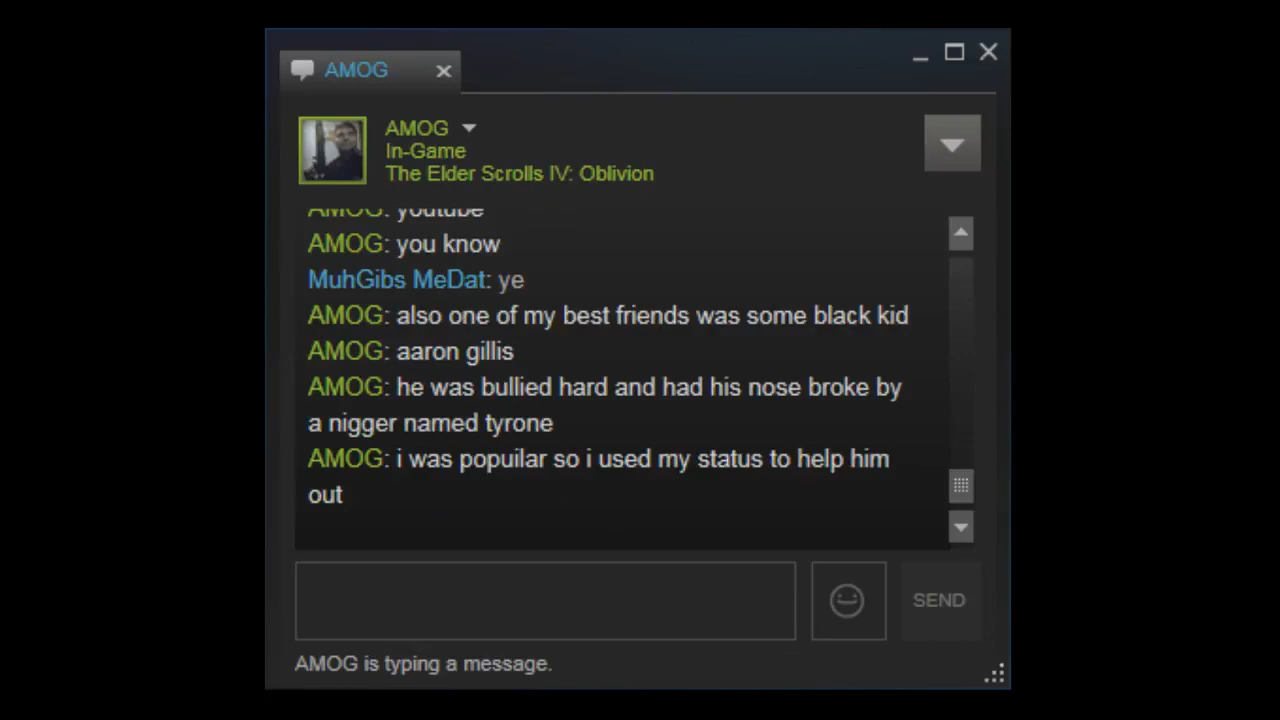 AMOG
AMOG
In-Game
The Elder Scrolls IV: Oblivion
AMOG: youtube
AMOG: you know
MuhGibs MeDat: ye
AMOG: also one of my best friends was some black kid
AMOG: aaron gillis
AMOG: he was bullied hard and had his nose broke by
a nigger named tyrone
AMOG: i was popuilar so i used my status to help him
out
SEND
AMOG is typing a message.